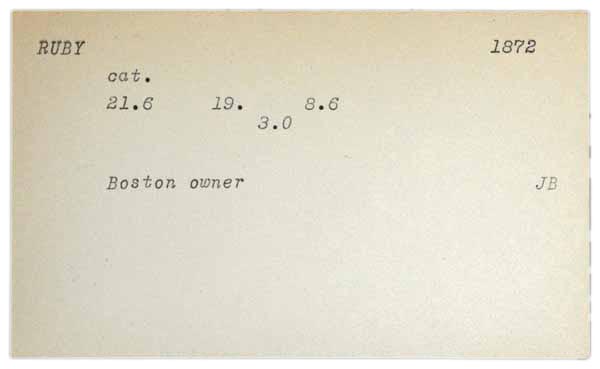 RUBY 1872
cat.
21.6 19. 8.6
3.0
Boston owner JB